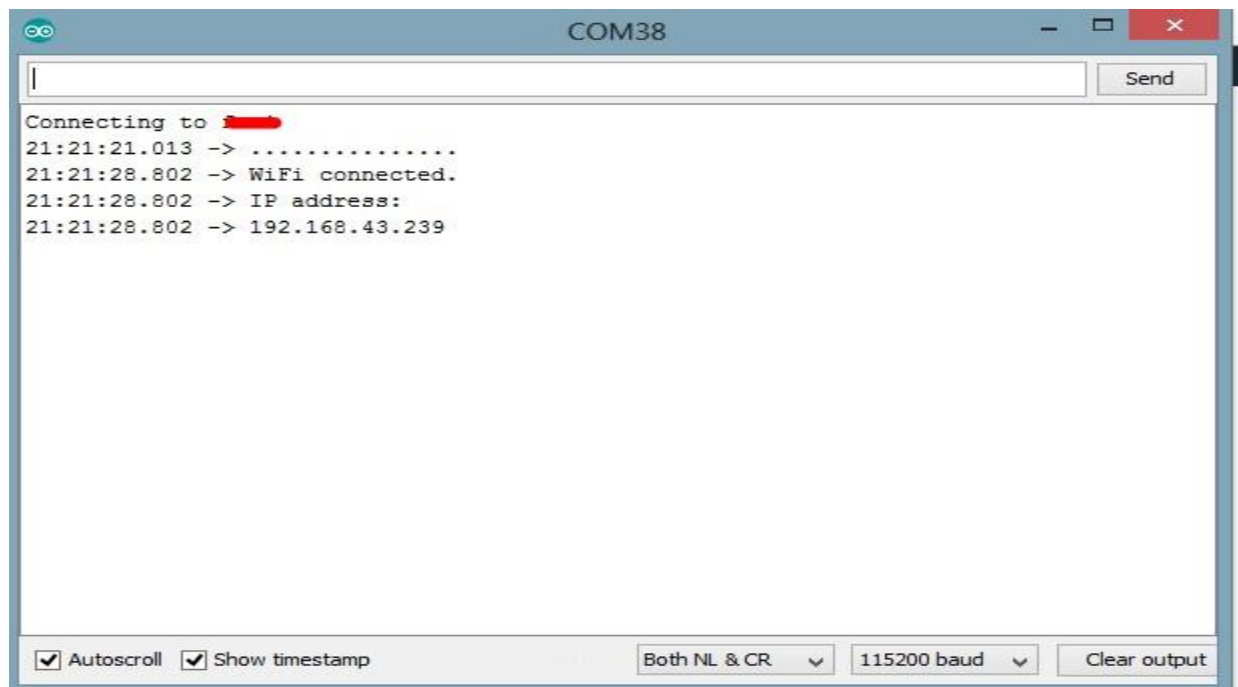 COM38
Send
Connecting to
21:21:21.013 -> ...............
21:21:28.802 -> WiFi connected.
21:21:28.802 -> IP address:
21:21:28.802 -> 192.168.43.239
Autoscroll Show timestamp Both NL & CR 115200 baud Clear output